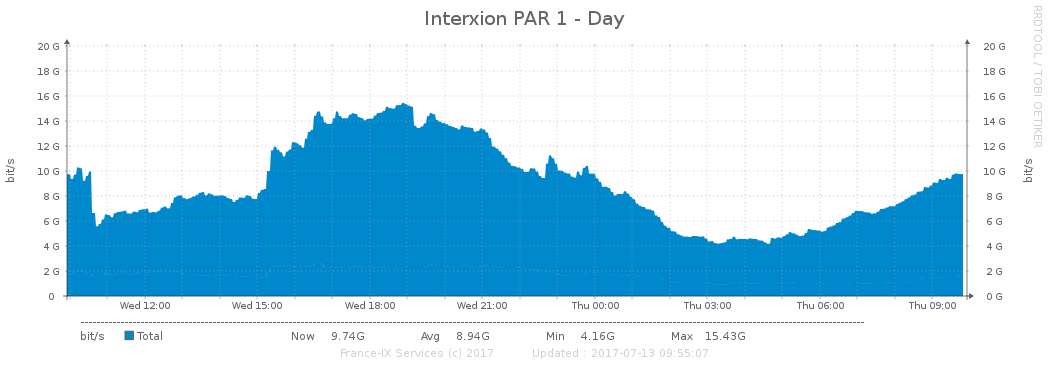 Interxion PAR 1 - Day
RRDTOOL / TOBI OETIKER
bit/s
20 G 20 G
18 G 18 G
16 G 16 G
14 G 14 G
12 G 12 G
10 G 10 G
8 G 8 G
6 G 6 G
4 G 4 G
2 G 2 G
0 0 G
bit/s
Wed 12:00 Wed 15:00 Wed 18:00 Wed 21:00 Thu 00:00 Thu 03:00 Thu 06:00 Thu 09:00
bit/s Total Now 9.74G Avg 8.94G Min 4.16G Max 15.43G
France-IX Services (c) 2017 Updated : 2017-07-13 09:55:07